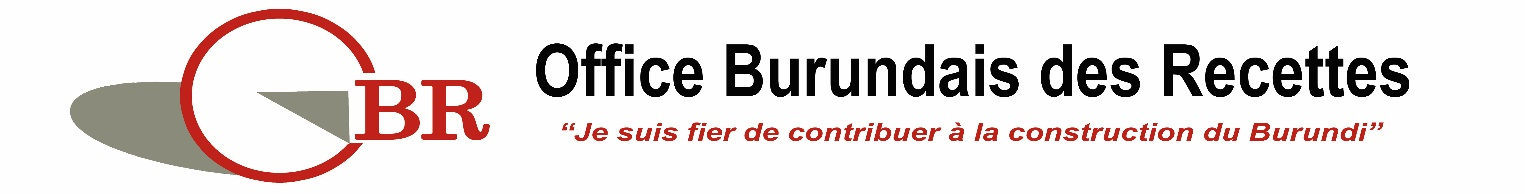 OBR
Office Burundais des Recettes
“Je suis fier de contribuer à la construction du Burundi”